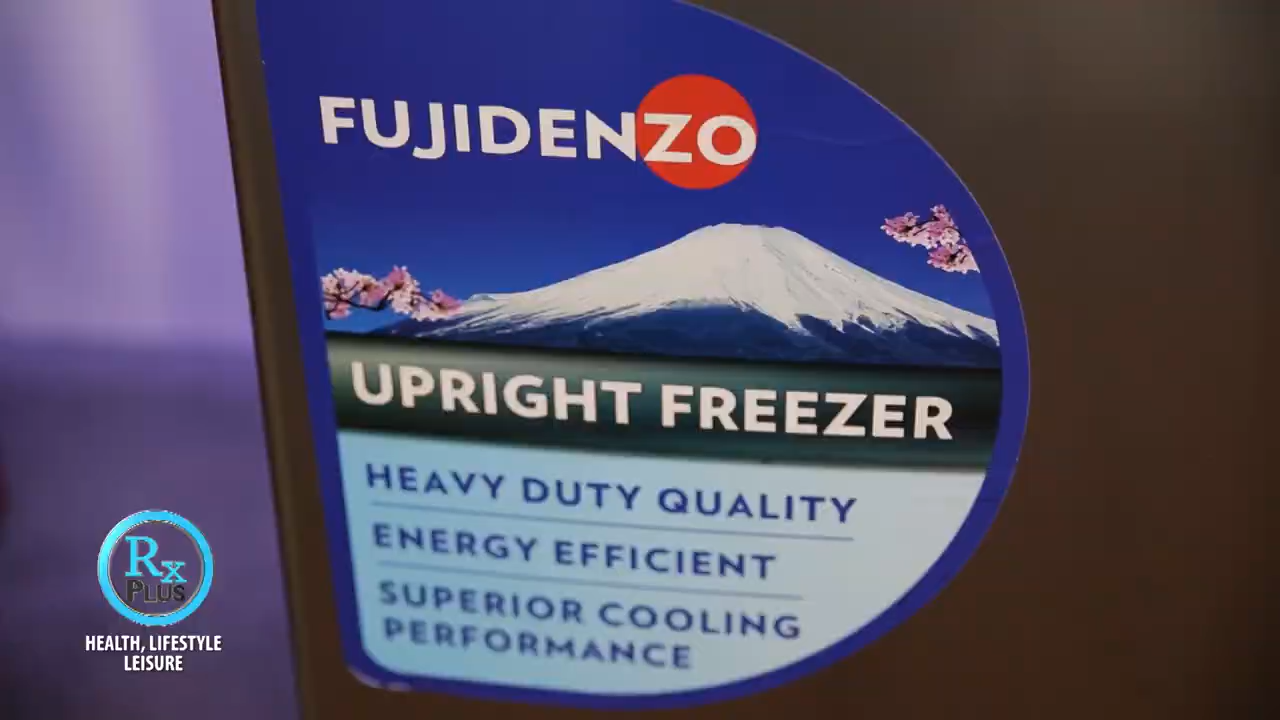 FUJIDENZO
UPRIGHT FREEZER
HEAVY DUTY QUALITY
ENERGY EFFICIENT
SUPERIOR COOLING
PERFORMANCE
Rx
PLUS
HEALTH, LIFESTYLE
LEISURE